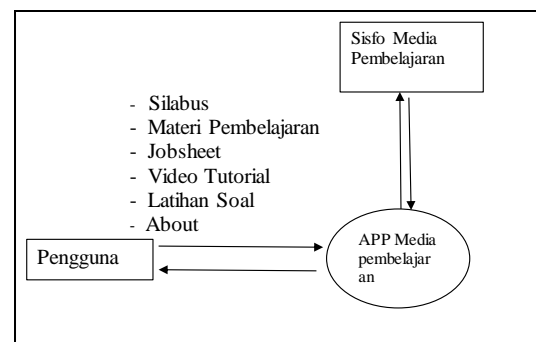 Sisfo Media
Pembelajaran
- Silabus
- Materi Pembelajaran
- Jobsheet
- Video Tutorial
- Latihan Soal
- About
Pengguna
APP Media
pembelajar
an